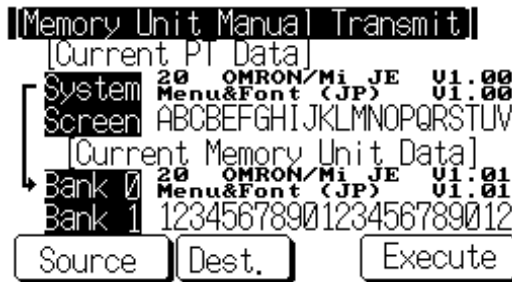 [Memory Unit Manual Transmit]
[Current PT Data]
System 20 OMRON/Mi JE V1.00
Menu&Font (JP) V1.00
Screen ABCBEFGHIJKLMNOPQRSTUV
[Current Memory Unit Data]
Bank 0 20 OMRON/Mi JE V1.01
Menu&Font (JP) V1.01
Bank 1 1234567890123456789012
Source Dest. Execute